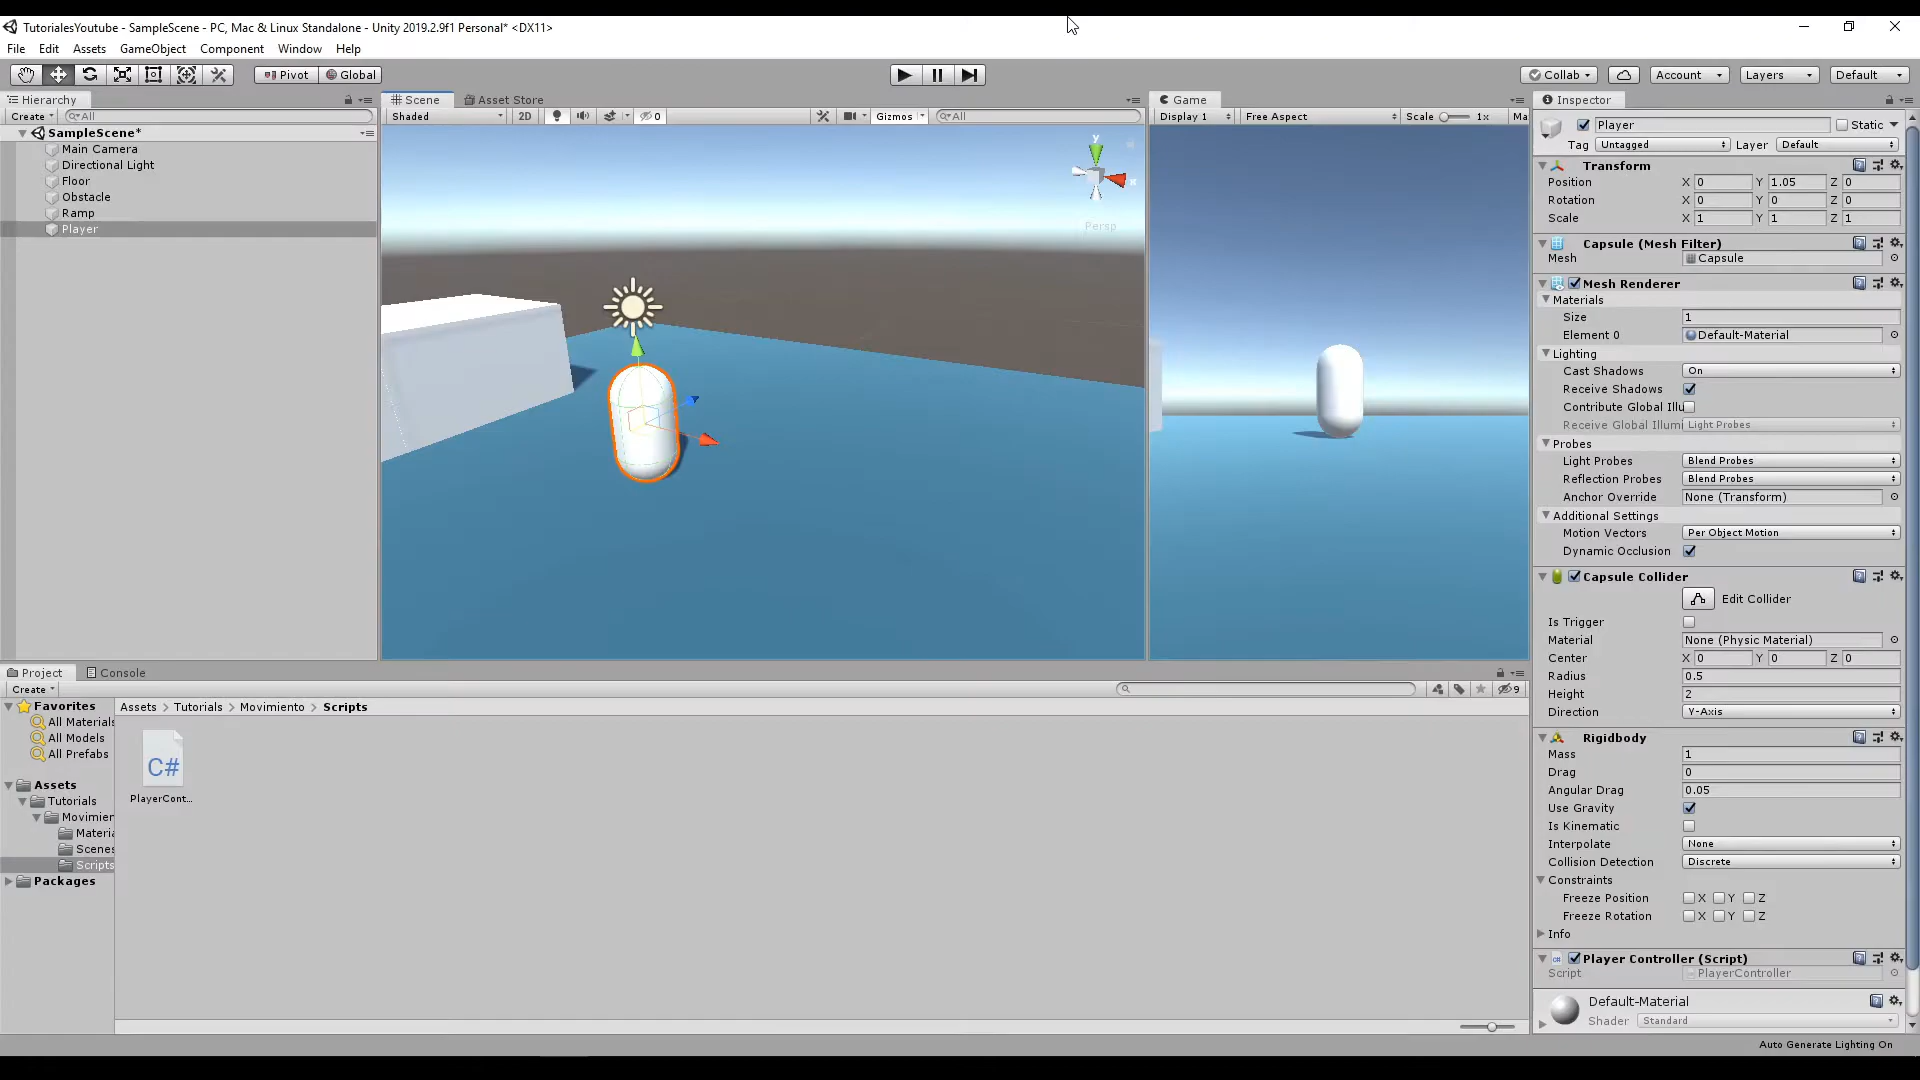 TutorialesYoutube - SampleScene - PC, Mac & Linux Standalone - Unity 2019.2.9f1 Personal* <DX11>
File Edit Assets GameObject Component Window Help
Pivot Global Collab Account Layers Default
Hierarchy
Create All
SampleScene*
Main Camera
Directional Light
Floor
Obstacle
Ramp
Player
Scene Asset Store
Shaded 2D 0 Gizmos All
y
x
Persp
Game
Display 1 Free Aspect Scale 1x Ma
Inspector
Player Static
Tag Untagged Layer Default
Transform
Position X 0 Y 1.05 Z 0
Rotation X 0 Y 0 Z 0
Scale X 1 Y 1 Z 1
Capsule (Mesh Filter)
Mesh Capsule
Mesh Renderer
Materials
Size 1
Element 0 Default-Material
Lighting
Cast Shadows On
Receive Shadows
Contribute Global Illu
Receive Global Illumi Light Probes
Probes
Light Probes Blend Probes
Reflection Probes Blend Probes
Anchor Override None (Transform)
Additional Settings
Motion Vectors Per Object Motion
Dynamic Occlusion
Capsule Collider
Edit Collider
Is Trigger
Material None (Physic Material)
Center X 0 Y 0 Z 0
Radius 0.5
Height 2
Direction Y-Axis
Rigidbody
Mass 1
Drag 0
Angular Drag 0.05
Use Gravity
Is Kinematic
Interpolate None
Collision Detection Discrete
Constraints
Freeze Position X Y Z
Freeze Rotation X Y Z
Info
Player Controller (Script)
Script PlayerController
Default-Material
Shader Standard
Project Console
Create 9
Favorites
All Materials
All Models
All Prefabs
Assets
Tutorials
Movimien
Materia
Scenes
Scripts
Packages
Assets > Tutorials > Movimiento > Scripts
C#
PlayerCont...
Auto Generate Lighting On